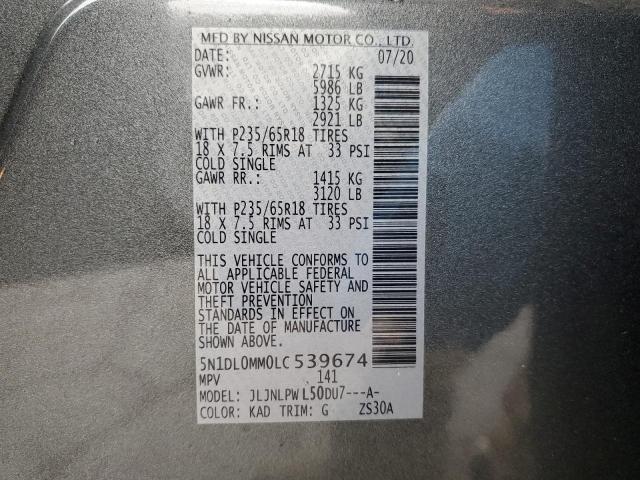 MFD BY NISSAN MOTOR CO., LTD.
DATE: 07/20
GVWR: 2715 KG
5986 LB
GAWR FR.: 1325 KG
2921 LB
WITH P235/65R18 TIRES
18 X 7.5 RIMS AT 33 PSI
COLD SINGLE
GAWR RR.: 1415 KG
3120 LB
WITH P235/65R18 TIRES
18 X 7.5 RIMS AT 33 PSI
COLD SINGLE
THIS VEHICLE CONFORMS TO
ALL APPLICABLE FEDERAL
MOTOR VEHICLE SAFETY AND
THEFT PREVENTION
STANDARDS IN EFFECT ON
THE DATE OF MANUFACTURE
SHOWN ABOVE.
5N1DL0MM0LC539674
MPV 141
MODEL: JLJNLPW L50DU7---A-
COLOR: KAD TRIM: G ZS30A